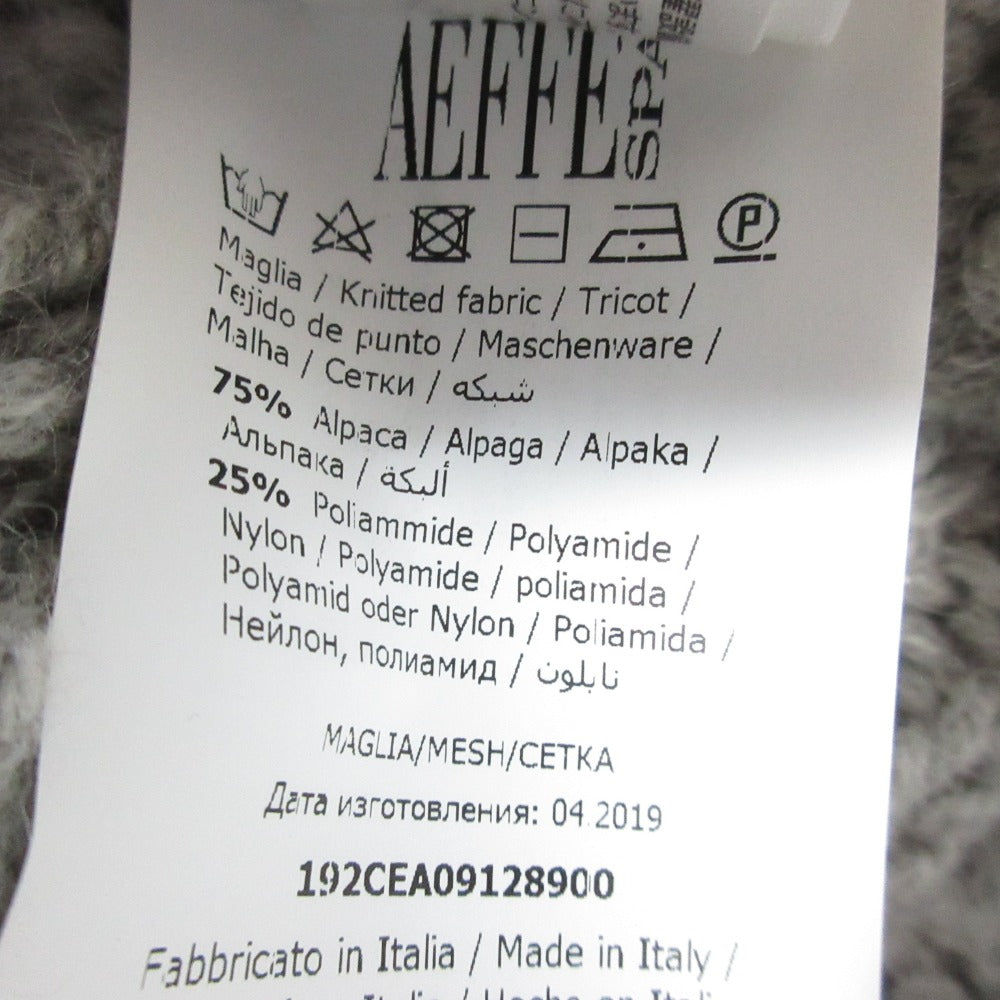 AEFFE SPA
P
Maglia / Knitted fabric / Tricot /
Tejido de punto / Maschenware /
Malha / Сетки / شبكه
75% Alpaca / Alpaga / Alpaka /
Альпака / ألبكة
25% Poliammide / Polyamide /
Nylon / Polyamide / poliamida /
Polyamid oder Nylon / Poliamida /
Нейлон, полиамид / نايلون
MAGLIA/MESH/СЕТКА
Дата изготовления: 04.2019
192CEA09128900
Fabbricato in Italia / Made in Italy /